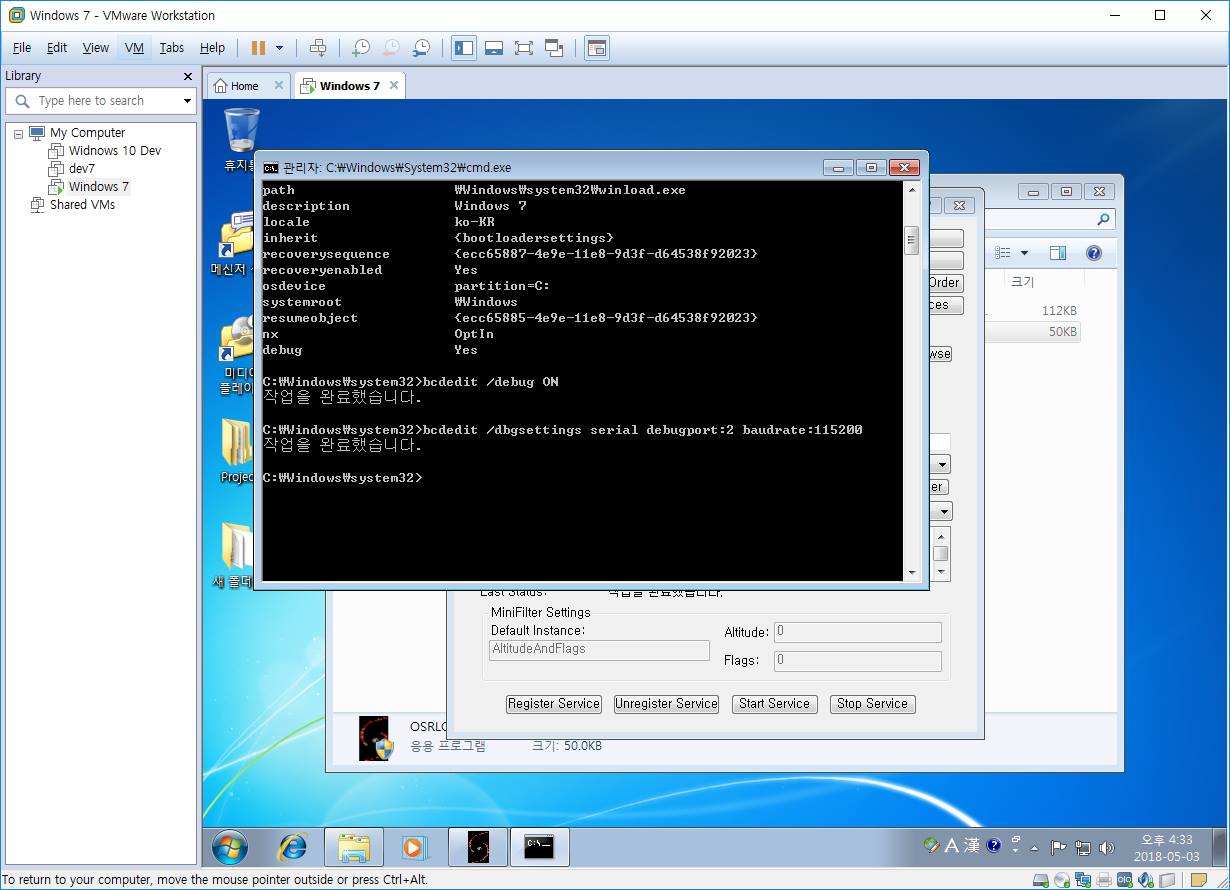 Windows 7 - VMware Workstation
File Edit View VM Tabs Help
Library
Type here to search
My Computer
Widnows 10 Dev
dev7
Windows 7
Shared VMs
Home
Windows 7
휴지통
메신저
미디어
플레이
Projec
새 폴더
관리자: C:₩Windows₩System32₩cmd.exe
path ₩Windows₩system32₩winload.exe
description Windows 7
locale ko-KR
inherit {bootloadersettings}
recoverysequence {ecc65887-4e9e-11e8-9d3f-d64538f92023}
recoveryenabled Yes
osdevice partition=C:
systemroot ₩Windows
resumeobject {ecc65885-4e9e-11e8-9d3f-d64538f92023}
nx OptIn
debug Yes
C:₩Windows₩system32>bcdedit /debug ON
작업을 완료했습니다.
C:₩Windows₩system32>bcdedit /dbgsettings serial debugport:2 baudrate:115200
작업을 완료했습니다.
C:₩Windows₩system32>
Order
ces
wse
er
크기
112KB
50KB
Last Status: 작업을 완료했습니다.
MiniFilter Settings
Default Instance:
AltitudeAndFlags
Altitude: 0
Flags: 0
Register Service Unregister Service Start Service Stop Service
OSRLO
응용 프로그램 크기: 50.0KB
C:\_
A 漢
오후 4:33
2018-05-03
To return to your computer, move the mouse pointer outside or press Ctrl+Alt.